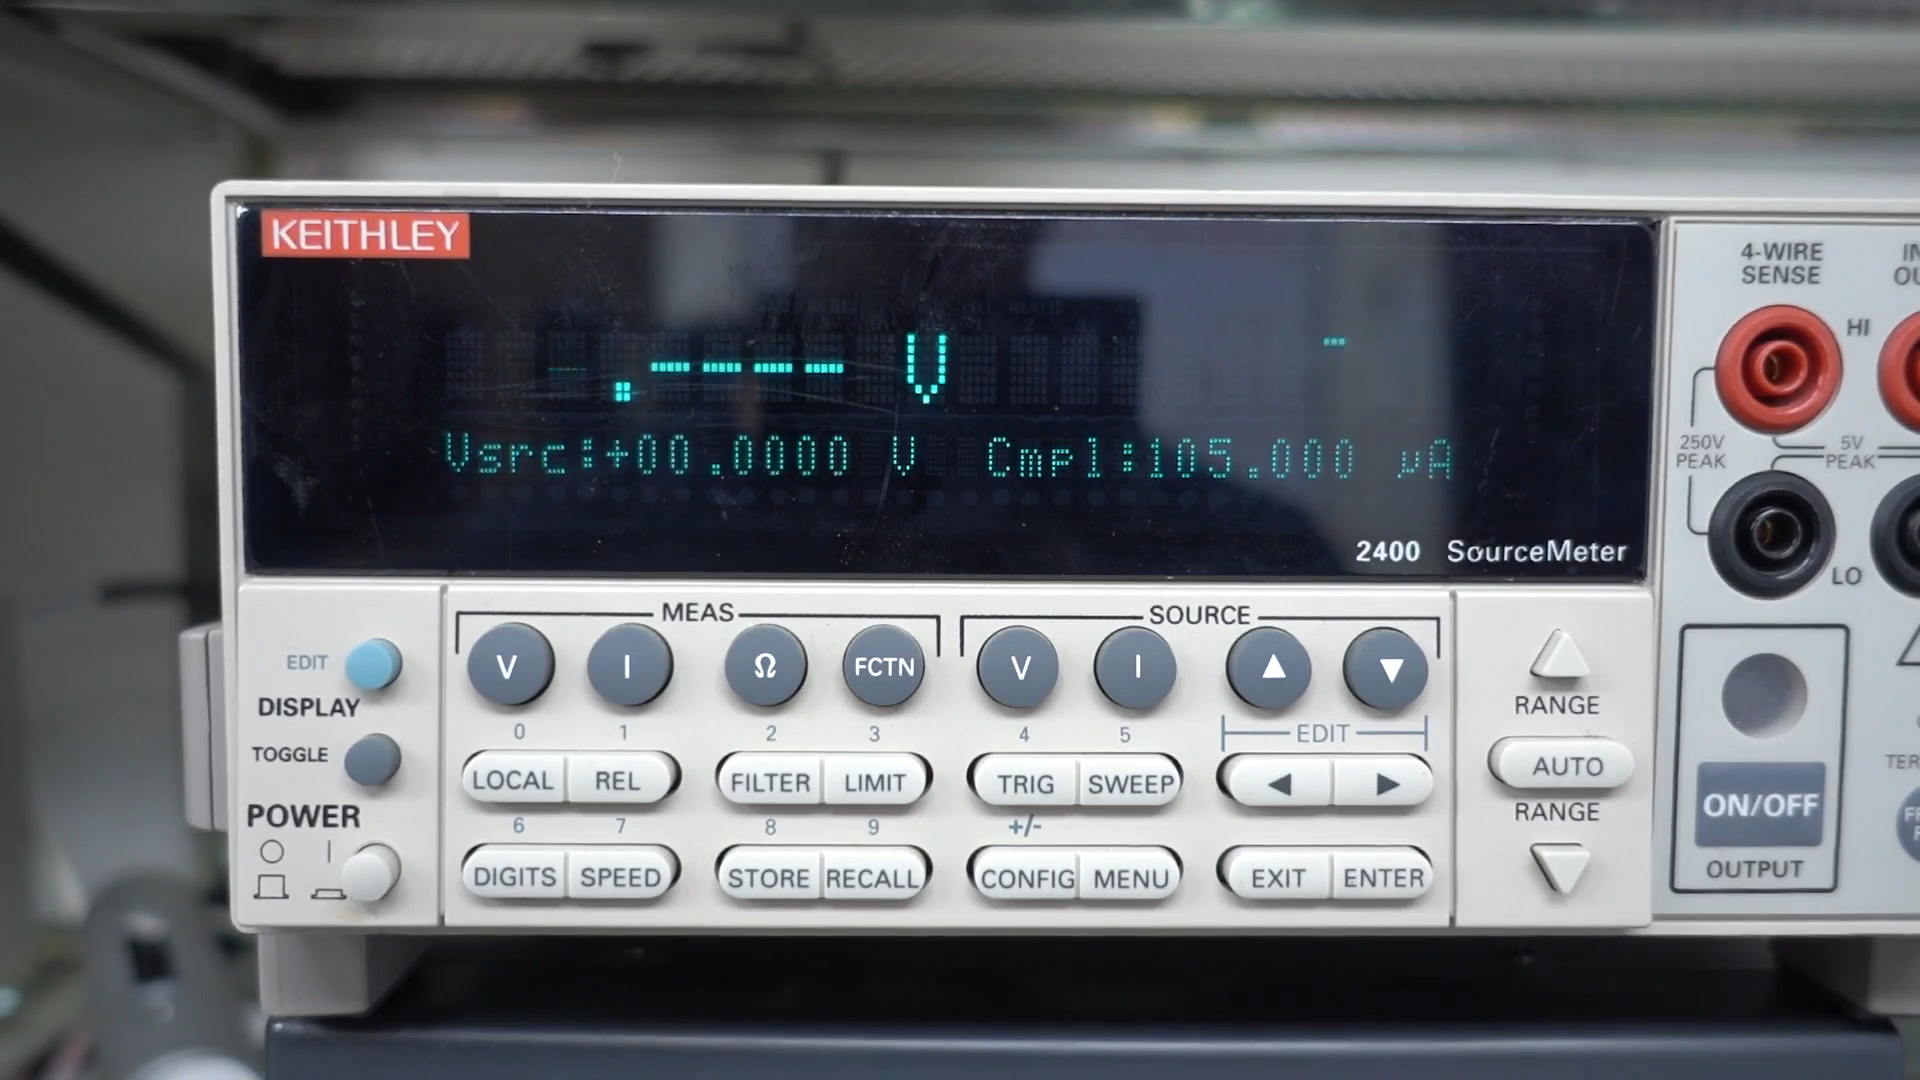 KEITHLEY
-.---- V
Vsrc:+00.0000 V Cmpl:105.000 µA
2400 SourceMeter
4-WIRE
SENSE
HI
250V
PEAK
5V
PEAK
LO
MEAS
SOURCE
EDIT
DISPLAY
TOGGLE
POWER
V I Ω FCTN V I ▲ ▼
0 1 2 3 4 5 EDIT
LOCAL REL FILTER LIMIT TRIG SWEEP ◀ ▶
6 7 8 9 +/-
DIGITS SPEED STORE RECALL CONFIG MENU EXIT ENTER
RANGE
AUTO
RANGE
ON/OFF
OUTPUT